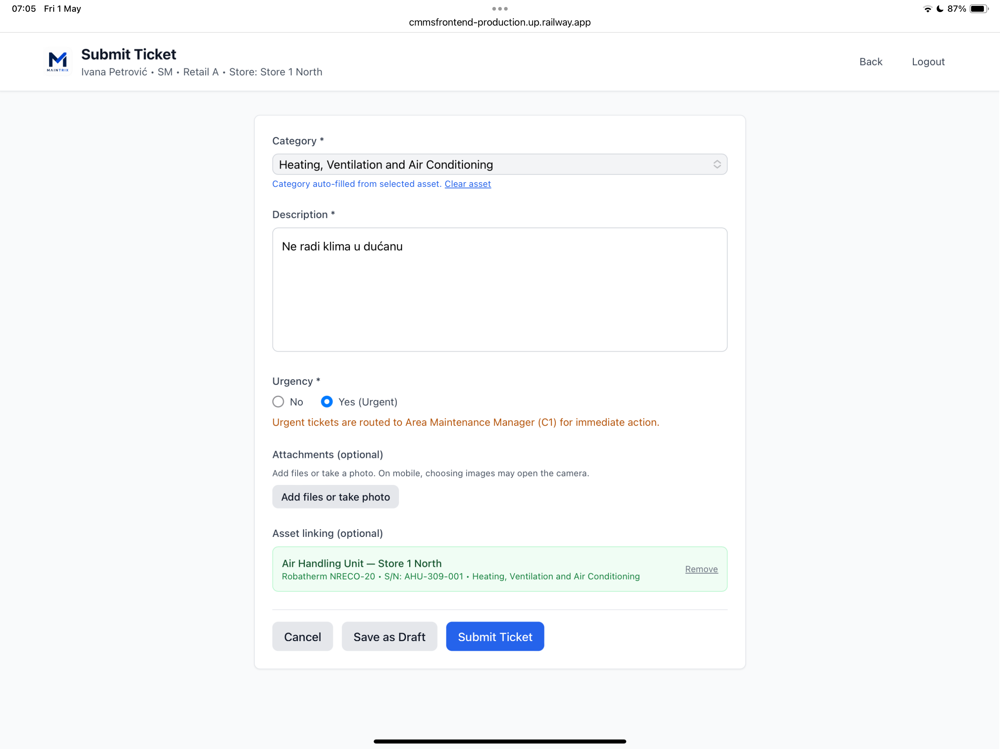 07:05 Fri 1 May
87%
cmmsfrontend-production.up.railway.app
MAINTRIX
Submit Ticket
Ivana Petrović • SM • Retail A • Store: Store 1 North
Back Logout
Category *
Heating, Ventilation and Air Conditioning
Category auto-filled from selected asset. Clear asset
Description *
Ne radi klima u dućanu
Urgency *
No Yes (Urgent)
Urgent tickets are routed to Area Maintenance Manager (C1) for immediate action.
Attachments (optional)
Add files or take a photo. On mobile, choosing images may open the camera.
Add files or take photo
Asset linking (optional)
Air Handling Unit — Store 1 North
Robatherm NRECO-20 • S/N: AHU-309-001 • Heating, Ventilation and Air Conditioning
Remove
Cancel Save as Draft Submit Ticket